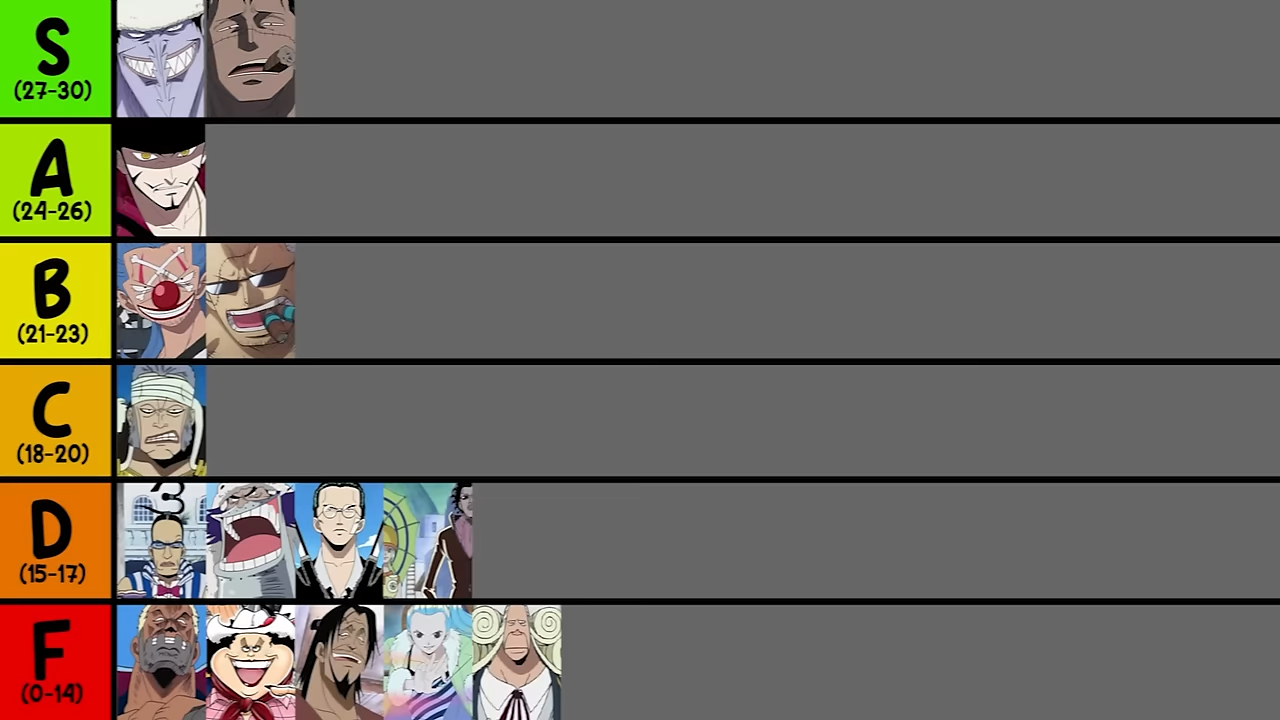 S
(27-30)
A
(24-26)
B
(21-23)
C
(18-20)
D
(15-17)
F
(0-14)